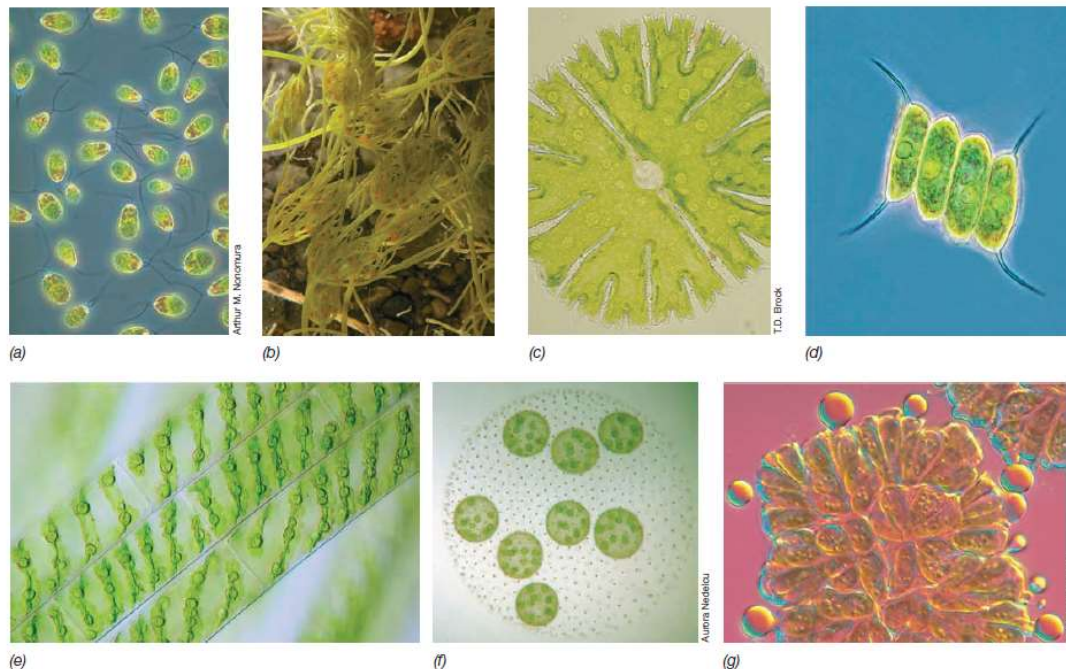 Arthur M. Nonomura
T.D. Brock
(a)
(b)
(c)
(d)
Aurora Nedelcu
(e)
(f)
(g)